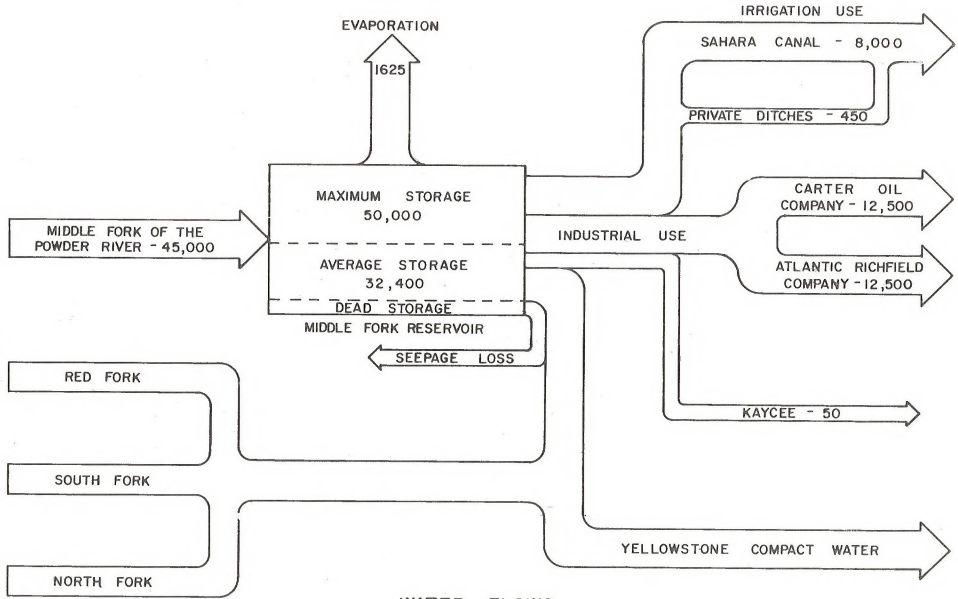 EVAPORATION
1625
IRRIGATION USE
SAHARA CANAL - 8,000
PRIVATE DITCHES - 450
MAXIMUM STORAGE
50,000
MIDDLE FORK OF THE
POWDER RIVER - 45,000
INDUSTRIAL USE
CARTER OIL
COMPANY - 12,500
AVERAGE STORAGE
32,400
ATLANTIC RICHFIELD
COMPANY - 12,500
DEAD STORAGE
MIDDLE FORK RESERVOIR
SEEPAGE LOSS
RED FORK
KAYCEE - 50
SOUTH FORK
YELLOWSTONE COMPACT WATER
NORTH FORK